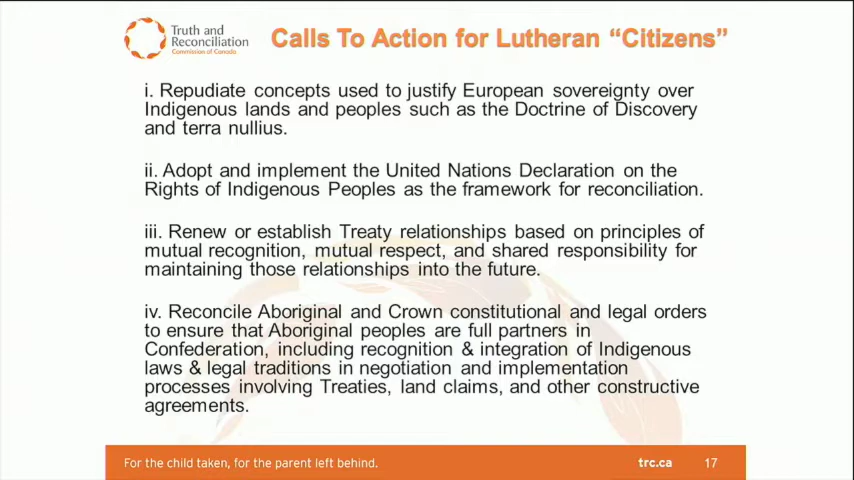 Truth and
Reconciliation
Commission of Canada
Calls To Action for Lutheran “Citizens”
i. Repudiate concepts used to justify European sovereignty over
Indigenous lands and peoples such as the Doctrine of Discovery
and terra nullius.
ii. Adopt and implement the United Nations Declaration on the
Rights of Indigenous Peoples as the framework for reconciliation.
iii. Renew or establish Treaty relationships based on principles of
mutual recognition, mutual respect, and shared responsibility for
maintaining those relationships into the future.
iv. Reconcile Aboriginal and Crown constitutional and legal orders
to ensure that Aboriginal peoples are full partners in
Confederation, including recognition & integration of Indigenous
laws & legal traditions in negotiation and implementation
processes involving Treaties, land claims, and other constructive
agreements.
For the child taken, for the parent left behind.
trc.ca 17